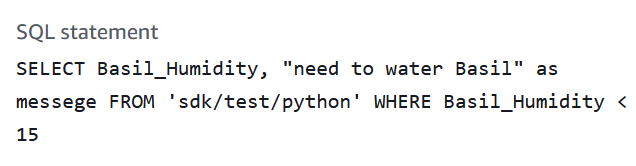 SQL statement
SELECT Basil_Humidity, "need to water Basil" as
messege FROM 'sdk/test/python' WHERE Basil_Humidity <
15